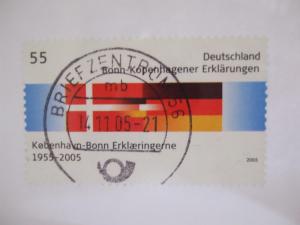 55 Deutschland
Bonn-Kopenhagener Erklärungen
BRIEFZENTRUM 56
mb
14.11.05-21
København-Bonn Erklæringerne
1955-2005
2005